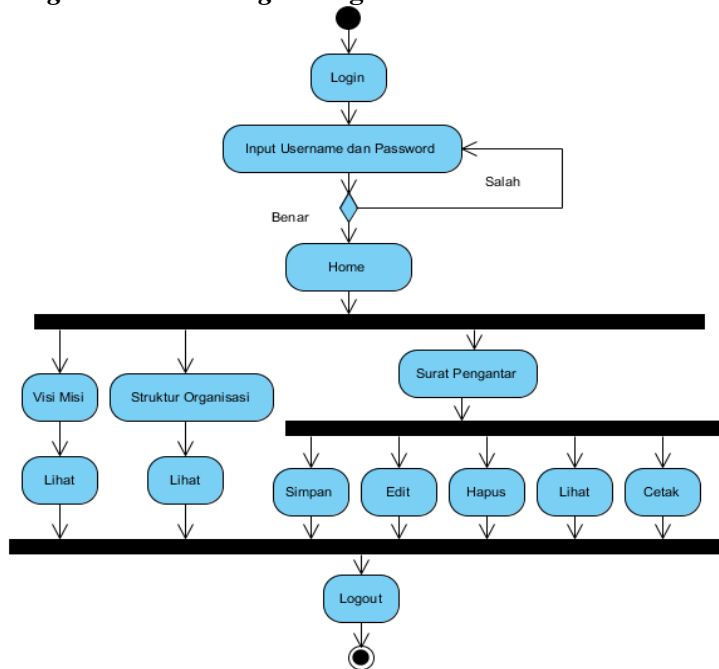 Login
Input Username dan Password
Salah
Benar
Home
Surat Pengantar
Visi Misi
Struktur Organisasi
Lihat
Lihat
Simpan
Edit
Hapus
Lihat
Cetak
Logout